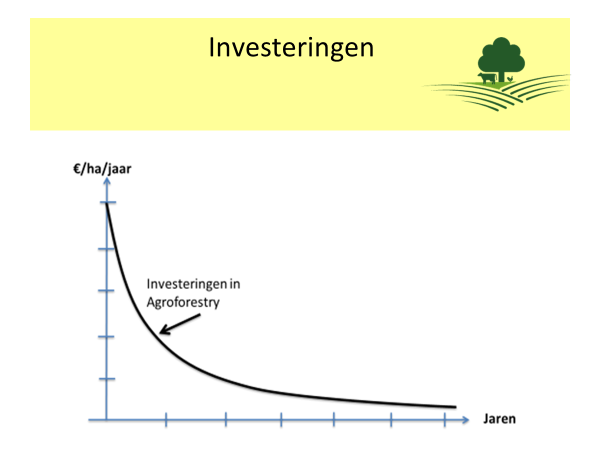 Investeringen
€/ha/jaar
Investeringen in
Agroforestry
Jaren